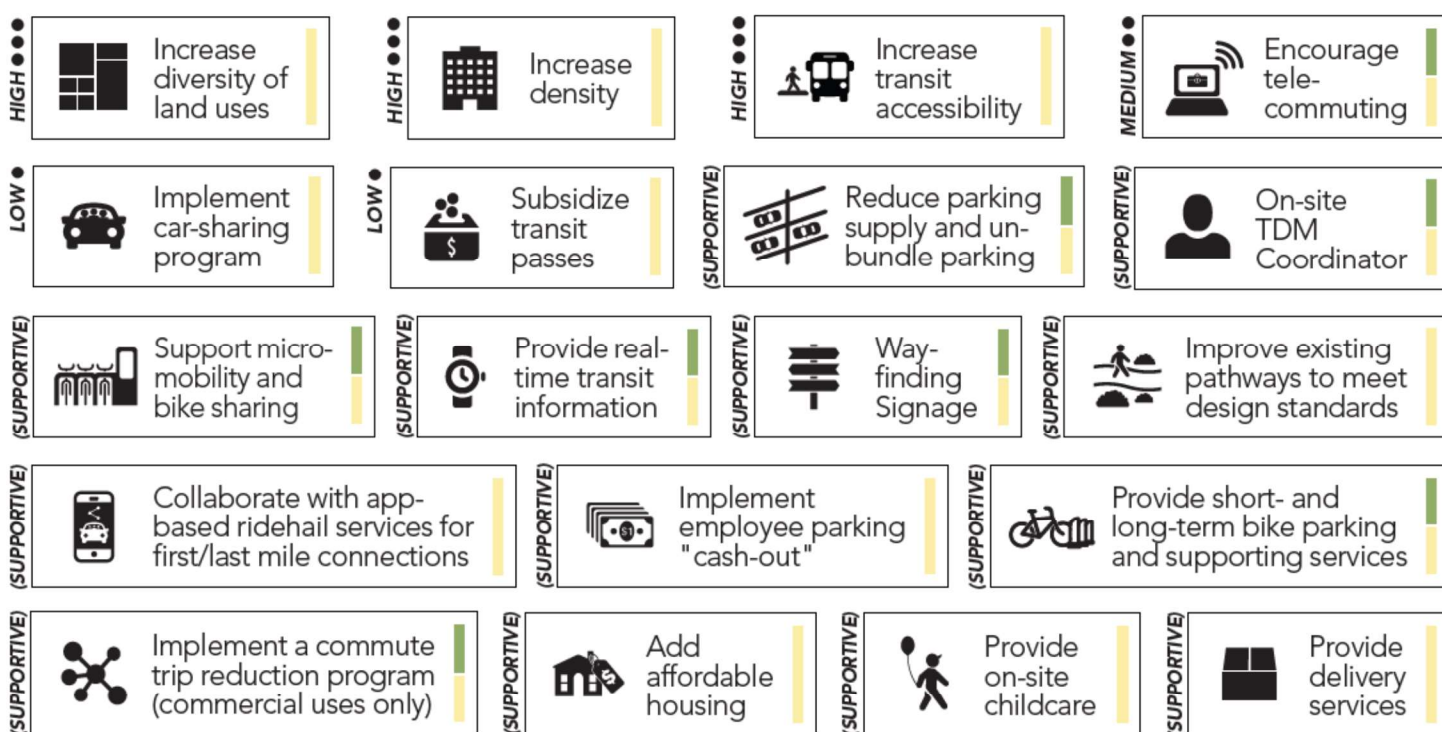 HIGH
Increase
diversity of
land uses
HIGH
Increase
density
HIGH
Increase
transit
accessibility
MEDIUM
Encourage
tele-
commuting
LOW
Implement
car-sharing
program
LOW
$
Subsidize
transit
passes
(SUPPORTIVE)
Reduce parking
supply and un-
bundle parking
(SUPPORTIVE)
On-site
TDM
Coordinator
(SUPPORTIVE)
Support micro-
mobility and
bike sharing
(SUPPORTIVE)
Provide real-
time transit
information
(SUPPORTIVE)
Way-
finding
Signage
(SUPPORTIVE)
Improve existing
pathways to meet
design standards
(SUPPORTIVE)
Collaborate with app-
based ridehail services for
first/last mile connections
(SUPPORTIVE)
$1
Implement
employee parking
"cash-out"
(SUPPORTIVE)
Provide short- and
long-term bike parking
and supporting services
(SUPPORTIVE)
Implement a commute
trip reduction program
(commercial uses only)
(SUPPORTIVE)
$
Add
affordable
housing
(SUPPORTIVE)
Provide
on-site
childcare
(SUPPORTIVE)
Provide
delivery
services